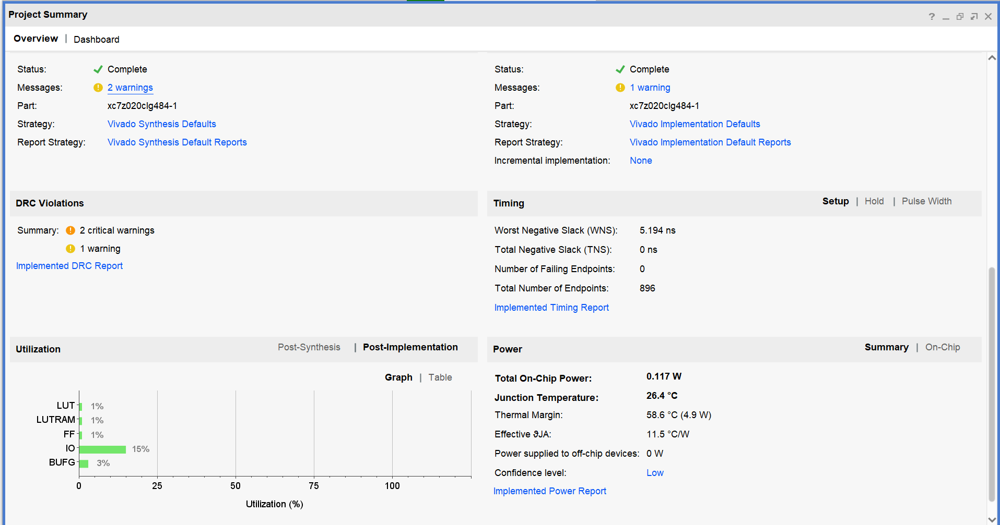 Project Summary
Overview | Dashboard
Status: Complete
Messages: 2 warnings
Part: xc7z020clg484-1
Strategy: Vivado Synthesis Defaults
Report Strategy: Vivado Synthesis Default Reports
Status: Complete
Messages: 1 warning
Part: xc7z020clg484-1
Strategy: Vivado Implementation Defaults
Report Strategy: Vivado Implementation Default Reports
Incremental implementation: None
DRC Violations
Summary: 2 critical warnings
1 warning
Implemented DRC Report
Timing Setup | Hold | Pulse Width
Worst Negative Slack (WNS): 5.194 ns
Total Negative Slack (TNS): 0 ns
Number of Failing Endpoints: 0
Total Number of Endpoints: 896
Implemented Timing Report
Utilization Post-Synthesis | Post-Implementation
Graph | Table
LUT 1%
LUTRAM 1%
FF 1%
IO 15%
BUFG 3%
0 25 50 75 100
Utilization (%)
Power Summary | On-Chip
Total On-Chip Power: 0.117 W
Junction Temperature: 26.4 °C
Thermal Margin: 58.6 °C (4.9 W)
Effective ϑJA: 11.5 °C/W
Power supplied to off-chip devices: 0 W
Confidence level: Low
Implemented Power Report